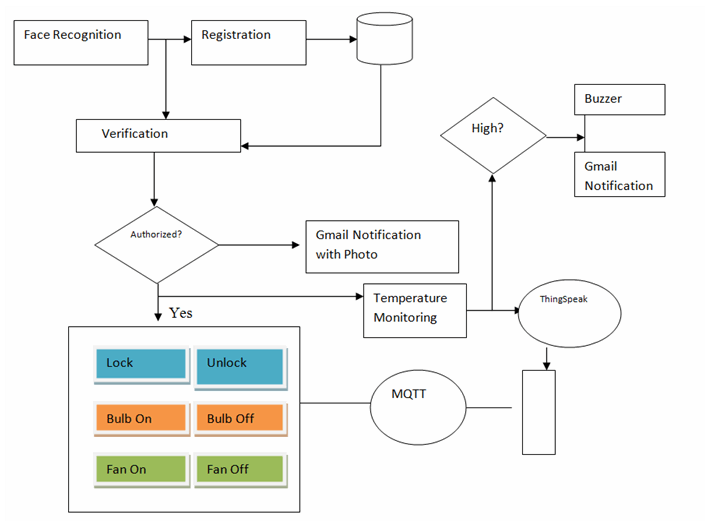 Face Recognition
Registration
Verification
Buzzer
High?
Gmail
Notification
Authorized?
Gmail Notification
with Photo
Yes
Temperature
Monitoring
ThingSpeak
Lock
Unlock
MQTT
Bulb On
Bulb Off
Fan On
Fan Off